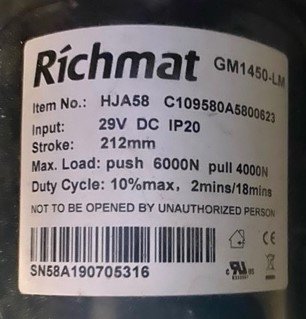 Richmat GM1450-LM
Item No.: HJA58 C109580A5800623
Input: 29V DC IP20
Stroke: 212mm
Max. Load: push 6000N pull 4000N
Duty Cycle: 10%max, 2mins/18mins
NOT TO BE OPENED BY UNAUTHORIZED PERSON
CE
SN58A190705316